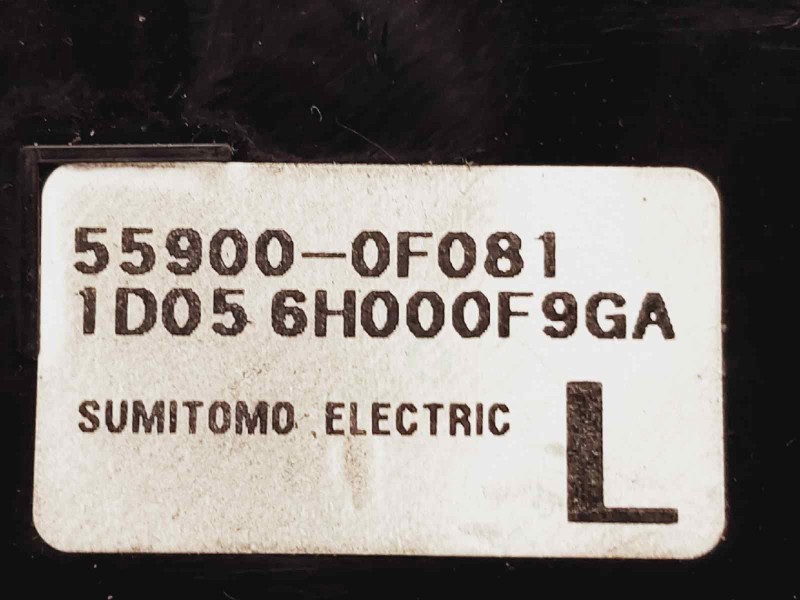 55900-0F081
1D05 6H000F9GA
SUMITOMO ELECTRIC
L